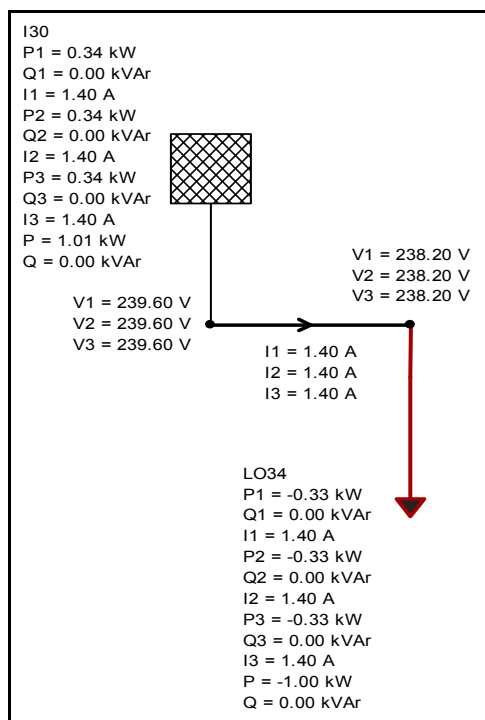 I30
P1 = 0.34 kW
Q1 = 0.00 kVAr
I1 = 1.40 A
P2 = 0.34 kW
Q2 = 0.00 kVAr
I2 = 1.40 A
P3 = 0.34 kW
Q3 = 0.00 kVAr
I3 = 1.40 A
P = 1.01 kW
Q = 0.00 kVAr
V1 = 238.20 V
V2 = 238.20 V
V3 = 238.20 V
V1 = 239.60 V
V2 = 239.60 V
V3 = 239.60 V
I1 = 1.40 A
I2 = 1.40 A
I3 = 1.40 A
LO34
P1 = -0.33 kW
Q1 = 0.00 kVAr
I1 = 1.40 A
P2 = -0.33 kW
Q2 = 0.00 kVAr
I2 = 1.40 A
P3 = -0.33 kW
Q3 = 0.00 kVAr
I3 = 1.40 A
P = -1.00 kW
Q = 0.00 kVAr